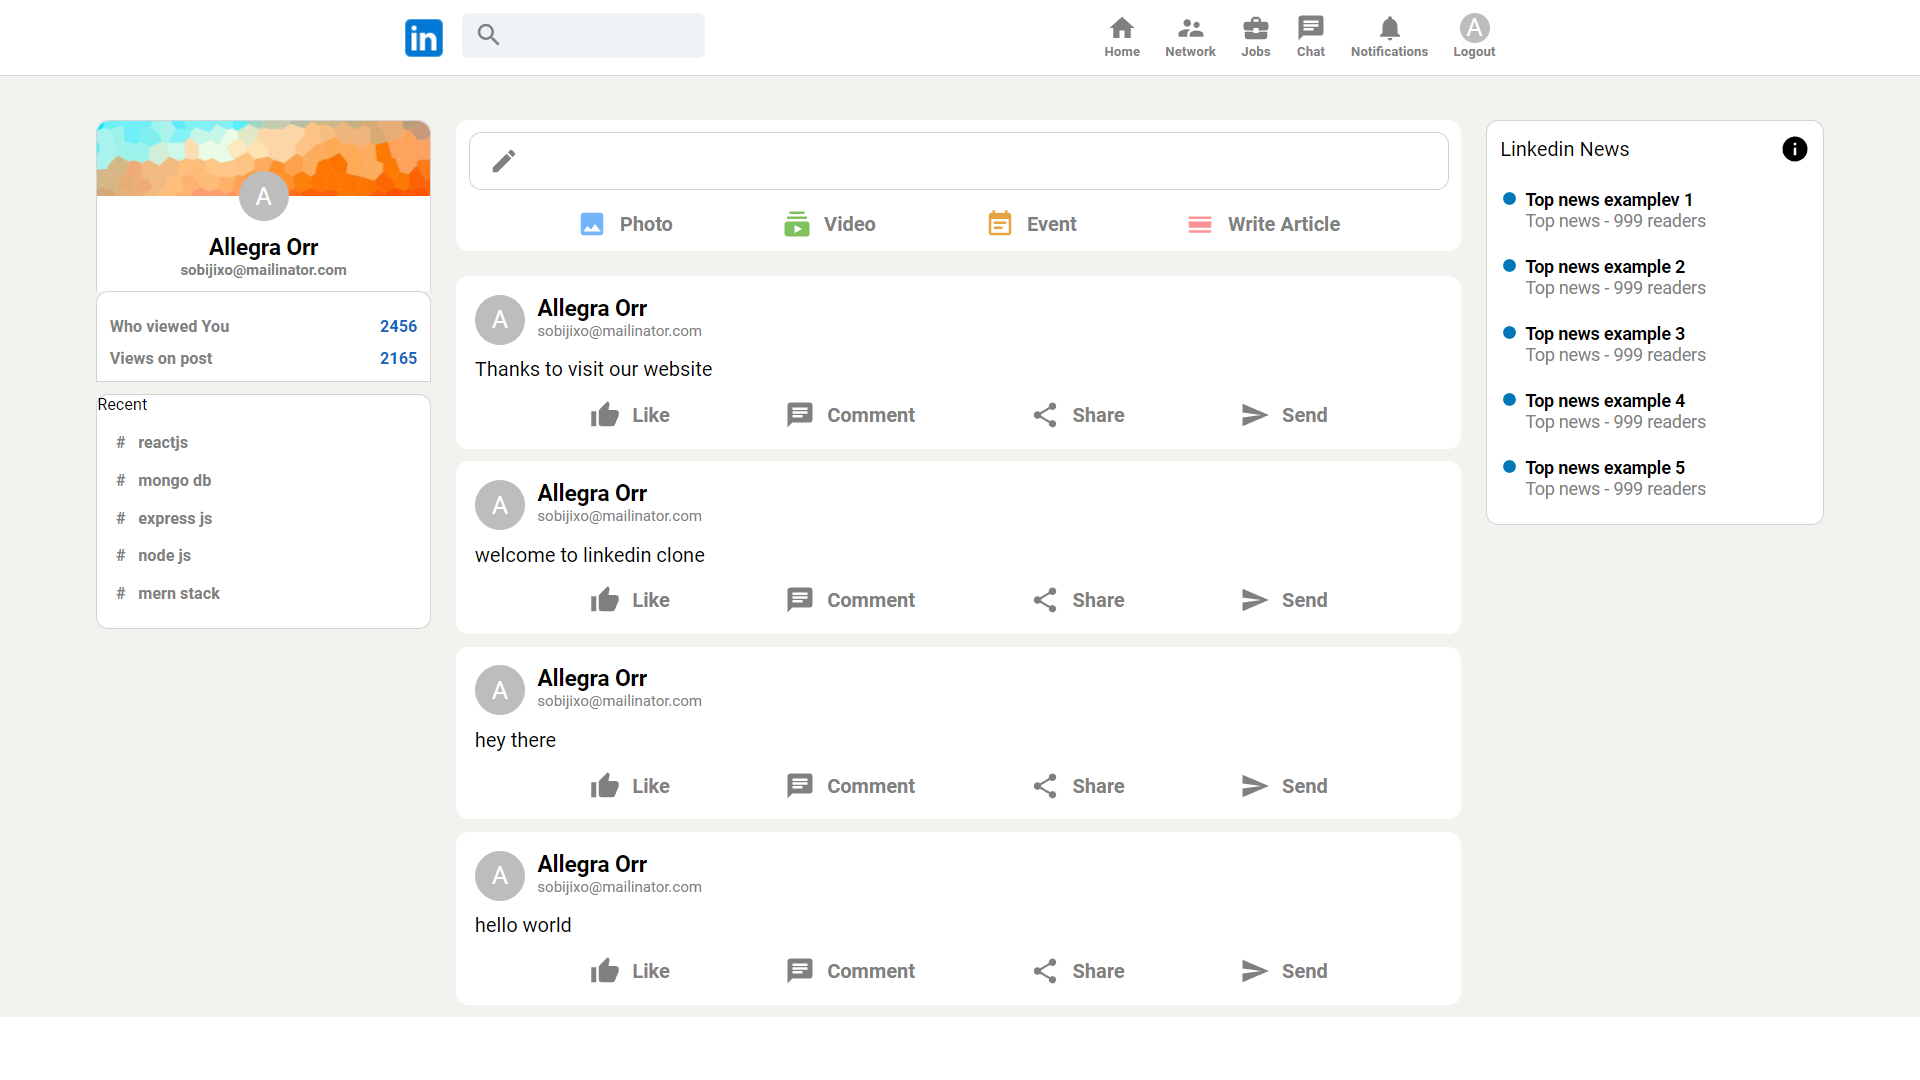 in
Home
Network
Jobs
Chat
Notifications
A
Logout
A
Allegra Orr
sobijixo@mailinator.com
Who viewed You 2456
Views on post 2165
Recent
# reactjs
# mongo db
# express js
# node js
# mern stack
Photo
Video
Event
Write Article
A
Allegra Orr
sobijixo@mailinator.com
Thanks to visit our website
Like Comment Share Send
A
Allegra Orr
sobijixo@mailinator.com
welcome to linkedin clone
Like Comment Share Send
A
Allegra Orr
sobijixo@mailinator.com
hey there
Like Comment Share Send
A
Allegra Orr
sobijixo@mailinator.com
hello world
Like Comment Share Send
Linkedin News
Top news examplev 1
Top news - 999 readers
Top news example 2
Top news - 999 readers
Top news example 3
Top news - 999 readers
Top news example 4
Top news - 999 readers
Top news example 5
Top news - 999 readers